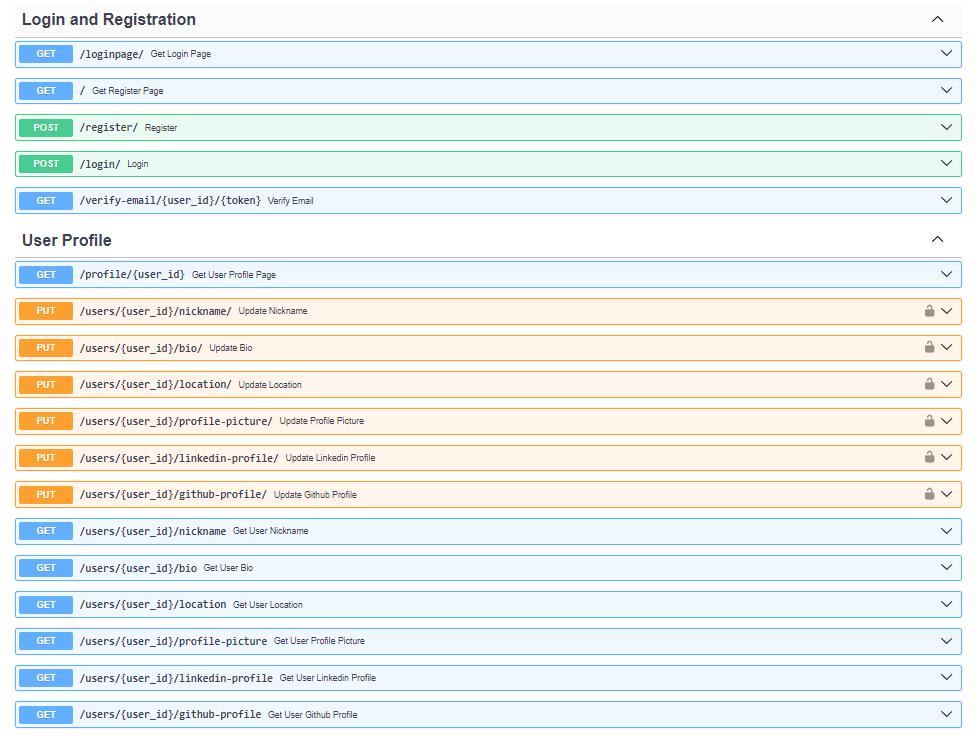 Login and Registration
GET /loginpage/ Get Login Page
GET / Get Register Page
POST /register/ Register
POST /login/ Login
GET /verify-email/{user_id}/{token} Verify Email
User Profile
GET /profile/{user_id} Get User Profile Page
PUT /users/{user_id}/nickname/ Update Nickname
PUT /users/{user_id}/bio/ Update Bio
PUT /users/{user_id}/location/ Update Location
PUT /users/{user_id}/profile-picture/ Update Profile Picture
PUT /users/{user_id}/linkedin-profile/ Update Linkedin Profile
PUT /users/{user_id}/github-profile/ Update Github Profile
GET /users/{user_id}/nickname Get User Nickname
GET /users/{user_id}/bio Get User Bio
GET /users/{user_id}/location Get User Location
GET /users/{user_id}/profile-picture Get User Profile Picture
GET /users/{user_id}/linkedin-profile Get User Linkedin Profile
GET /users/{user_id}/github-profile Get User Github Profile